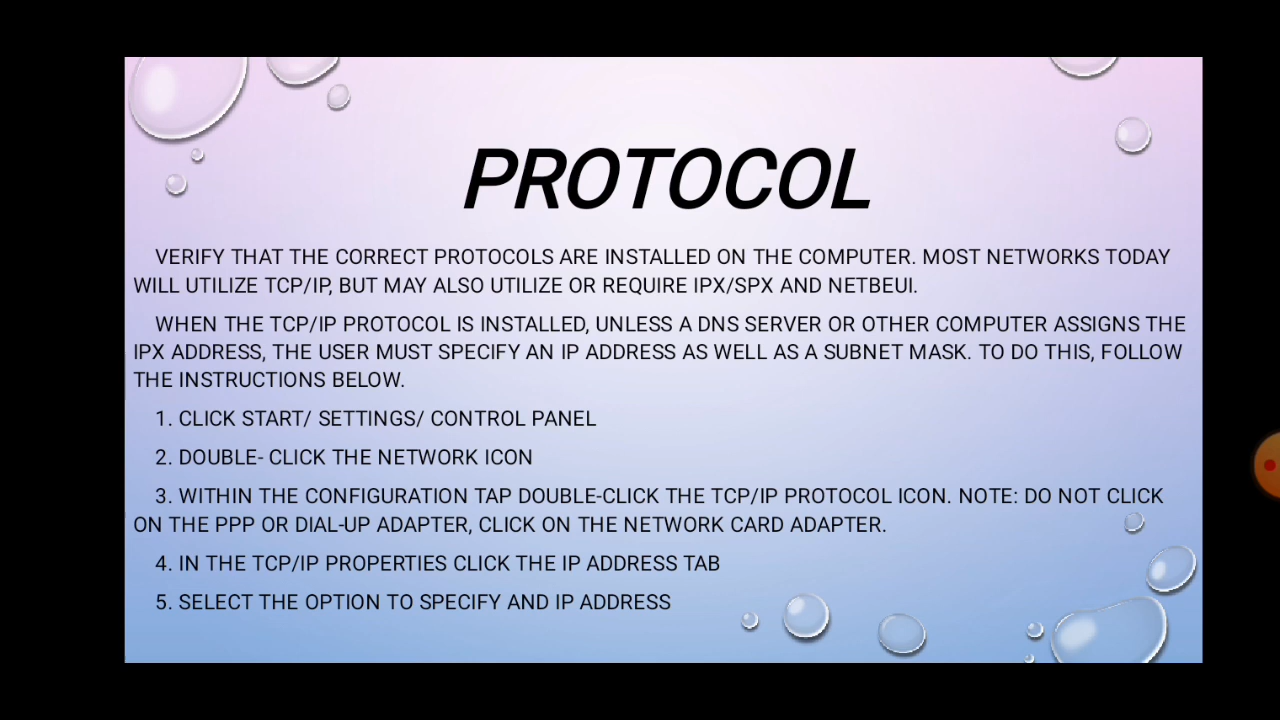 PROTOCOL
VERIFY THAT THE CORRECT PROTOCOLS ARE INSTALLED ON THE COMPUTER. MOST NETWORKS TODAY
WILL UTILIZE TCP/IP, BUT MAY ALSO UTILIZE OR REQUIRE IPX/SPX AND NETBEUI.
WHEN THE TCP/IP PROTOCOL IS INSTALLED, UNLESS A DNS SERVER OR OTHER COMPUTER ASSIGNS THE
IPX ADDRESS, THE USER MUST SPECIFY AN IP ADDRESS AS WELL AS A SUBNET MASK. TO DO THIS, FOLLOW
THE INSTRUCTIONS BELOW.
1. CLICK START/ SETTINGS/ CONTROL PANEL
2. DOUBLE- CLICK THE NETWORK ICON
3. WITHIN THE CONFIGURATION TAP DOUBLE-CLICK THE TCP/IP PROTOCOL ICON. NOTE: DO NOT CLICK
ON THE PPP OR DIAL-UP ADAPTER, CLICK ON THE NETWORK CARD ADAPTER.
4. IN THE TCP/IP PROPERTIES CLICK THE IP ADDRESS TAB
5. SELECT THE OPTION TO SPECIFY AND IP ADDRESS